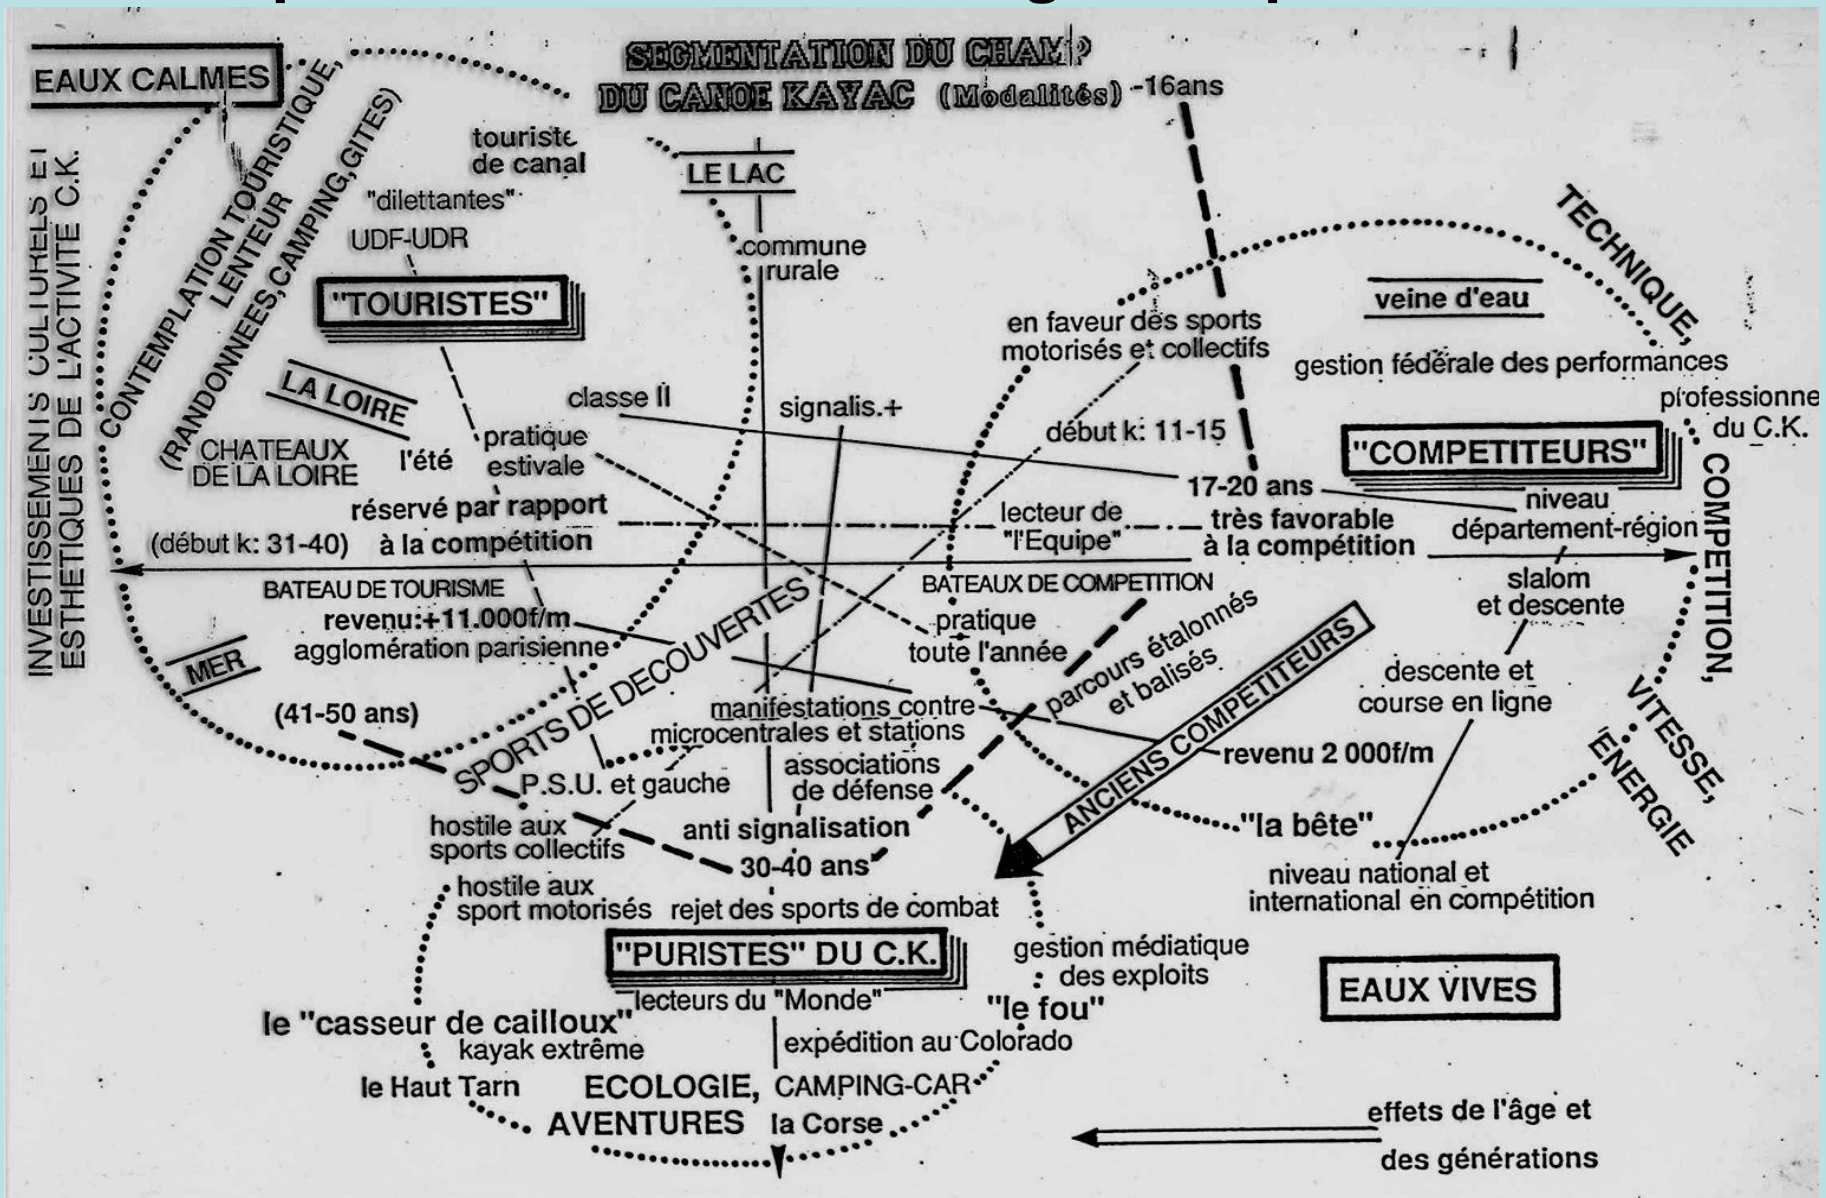 SEGMENTATION DU CHAMP
DU CANOE KAYAC (Modalités)
EAUX CALMES
-16ans
INVESTISSEMENTS CULTURELS ET
ESTHETIQUES DE L'ACTIVITE C.K.
CONTEMPLATION TOURISTIQUE,
LENTEUR
(RANDONNEES,CAMPING,GITES)
touriste
de canal
"dilettantes"
UDF-UDR
"TOURISTES"
LE LAC
commune
rurale
LA LOIRE
CHATEAUX
DE LA LOIRE
l'été
pratique
estivale
classe II
signalis.+
réservé par rapport
à la compétition
(début k: 31-40)
BATEAU DE TOURISME
revenu:+11.000f/m
agglomération parisienne
MER
(41-50 ans)
SPORTS DE DECOUVERTES
TECHNIQUE,
COMPETITION,
VITESSE,
ENERGIE
veine d'eau
en faveur des sports
motorisés et collectifs
gestion fédérale des performances
professionne
du C.K.
début k: 11-15
"COMPETITEURS"
17-20 ans
niveau
département-région
lecteur de
"l'Equipe"
très favorable
à la compétition
BATEAUX DE COMPETITION
slalom
et descente
pratique
toute l'année
parcours étalonnés
et balisés
ANCIENS COMPETITEURS
descente et
course en ligne
revenu 2 000f/m
"la bête"
niveau national et
international en compétition
manifestations contre
microcentrales et stations
P.S.U. et gauche
associations
de défense
hostile aux
sports collectifs
anti signalisation
30-40 ans
hostile aux
sport motorisés
rejet des sports de combat
"PURISTES" DU C.K.
lecteurs du "Monde"
gestion médiatique
des exploits
"le fou"
le "casseur de cailloux"
kayak extrême
expédition au Colorado
le Haut Tarn
ECOLOGIE, CAMPING-CAR
AVENTURES la Corse
EAUX VIVES
effets de l'âge et
des générations